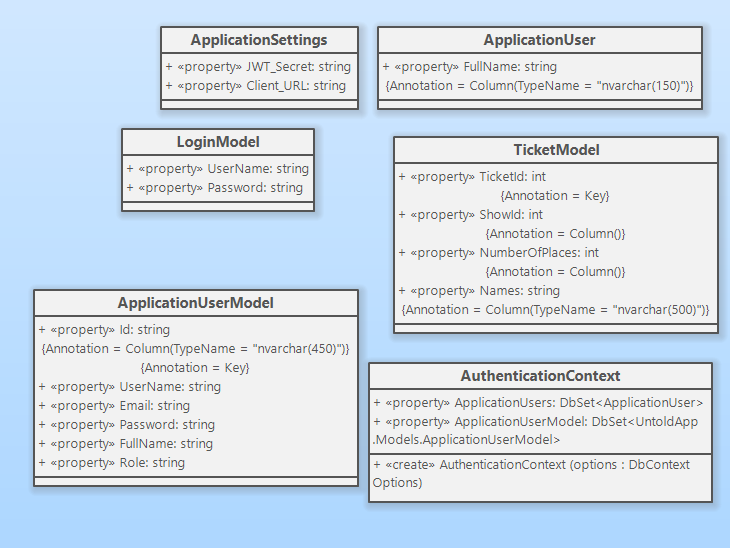 ApplicationSettings
+ «property» JWT_Secret: string
+ «property» Client_URL: string
ApplicationUser
+ «property» FullName: string
{Annotation = Column(TypeName = "nvarchar(150)")}
LoginModel
+ «property» UserName: string
+ «property» Password: string
TicketModel
+ «property» TicketId: int
{Annotation = Key}
+ «property» ShowId: int
{Annotation = Column()}
+ «property» NumberOfPlaces: int
{Annotation = Column()}
+ «property» Names: string
{Annotation = Column(TypeName = "nvarchar(500)")}
ApplicationUserModel
+ «property» Id: string
{Annotation = Column(TypeName = "nvarchar(450)")}
{Annotation = Key}
+ «property» UserName: string
+ «property» Email: string
+ «property» Password: string
+ «property» FullName: string
+ «property» Role: string
AuthenticationContext
+ «property» ApplicationUsers: DbSet<ApplicationUser>
+ «property» ApplicationUserModel: DbSet<UntoldApp
.Models.ApplicationUserModel>
+ «create» AuthenticationContext (options : DbContext
Options)